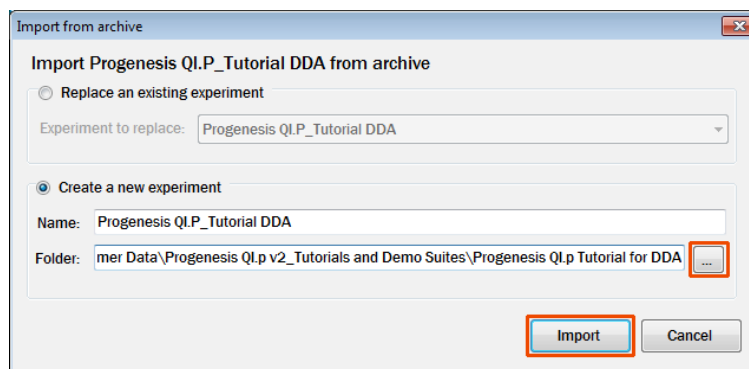 Import from archive
Import Progenesis QI.P_Tutorial DDA from archive
Replace an existing experiment
Experiment to replace: Progenesis QI.P_Tutorial DDA
Create a new experiment
Name: Progenesis QI.P_Tutorial DDA
Folder: mer Data\Progenesis QI.p v2_Tutorials and Demo Suites\Progenesis QI.p Tutorial for DDA ...
Import Cancel